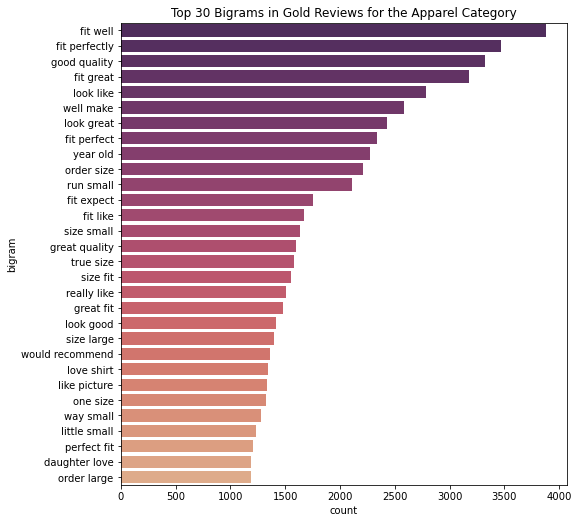 Top 30 Bigrams in Gold Reviews for the Apparel Category
bigram
fit well
fit perfectly
good quality
fit great
look like
well make
look great
fit perfect
year old
order size
run small
fit expect
fit like
size small
great quality
true size
size fit
really like
great fit
look good
size large
would recommend
love shirt
like picture
one size
way small
little small
perfect fit
daughter love
order large
0 500 1000 1500 2000 2500 3000 3500 4000
count